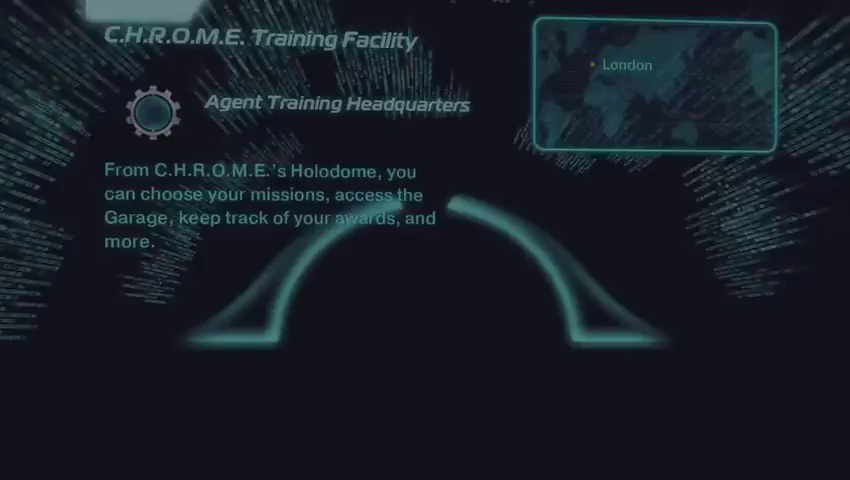 C.H.R.O.M.E. Training Facility
London
Agent Training Headquarters
From C.H.R.O.M.E.'s Holodome, you
can choose your missions, access the
Garage, keep track of your awards, and
more.